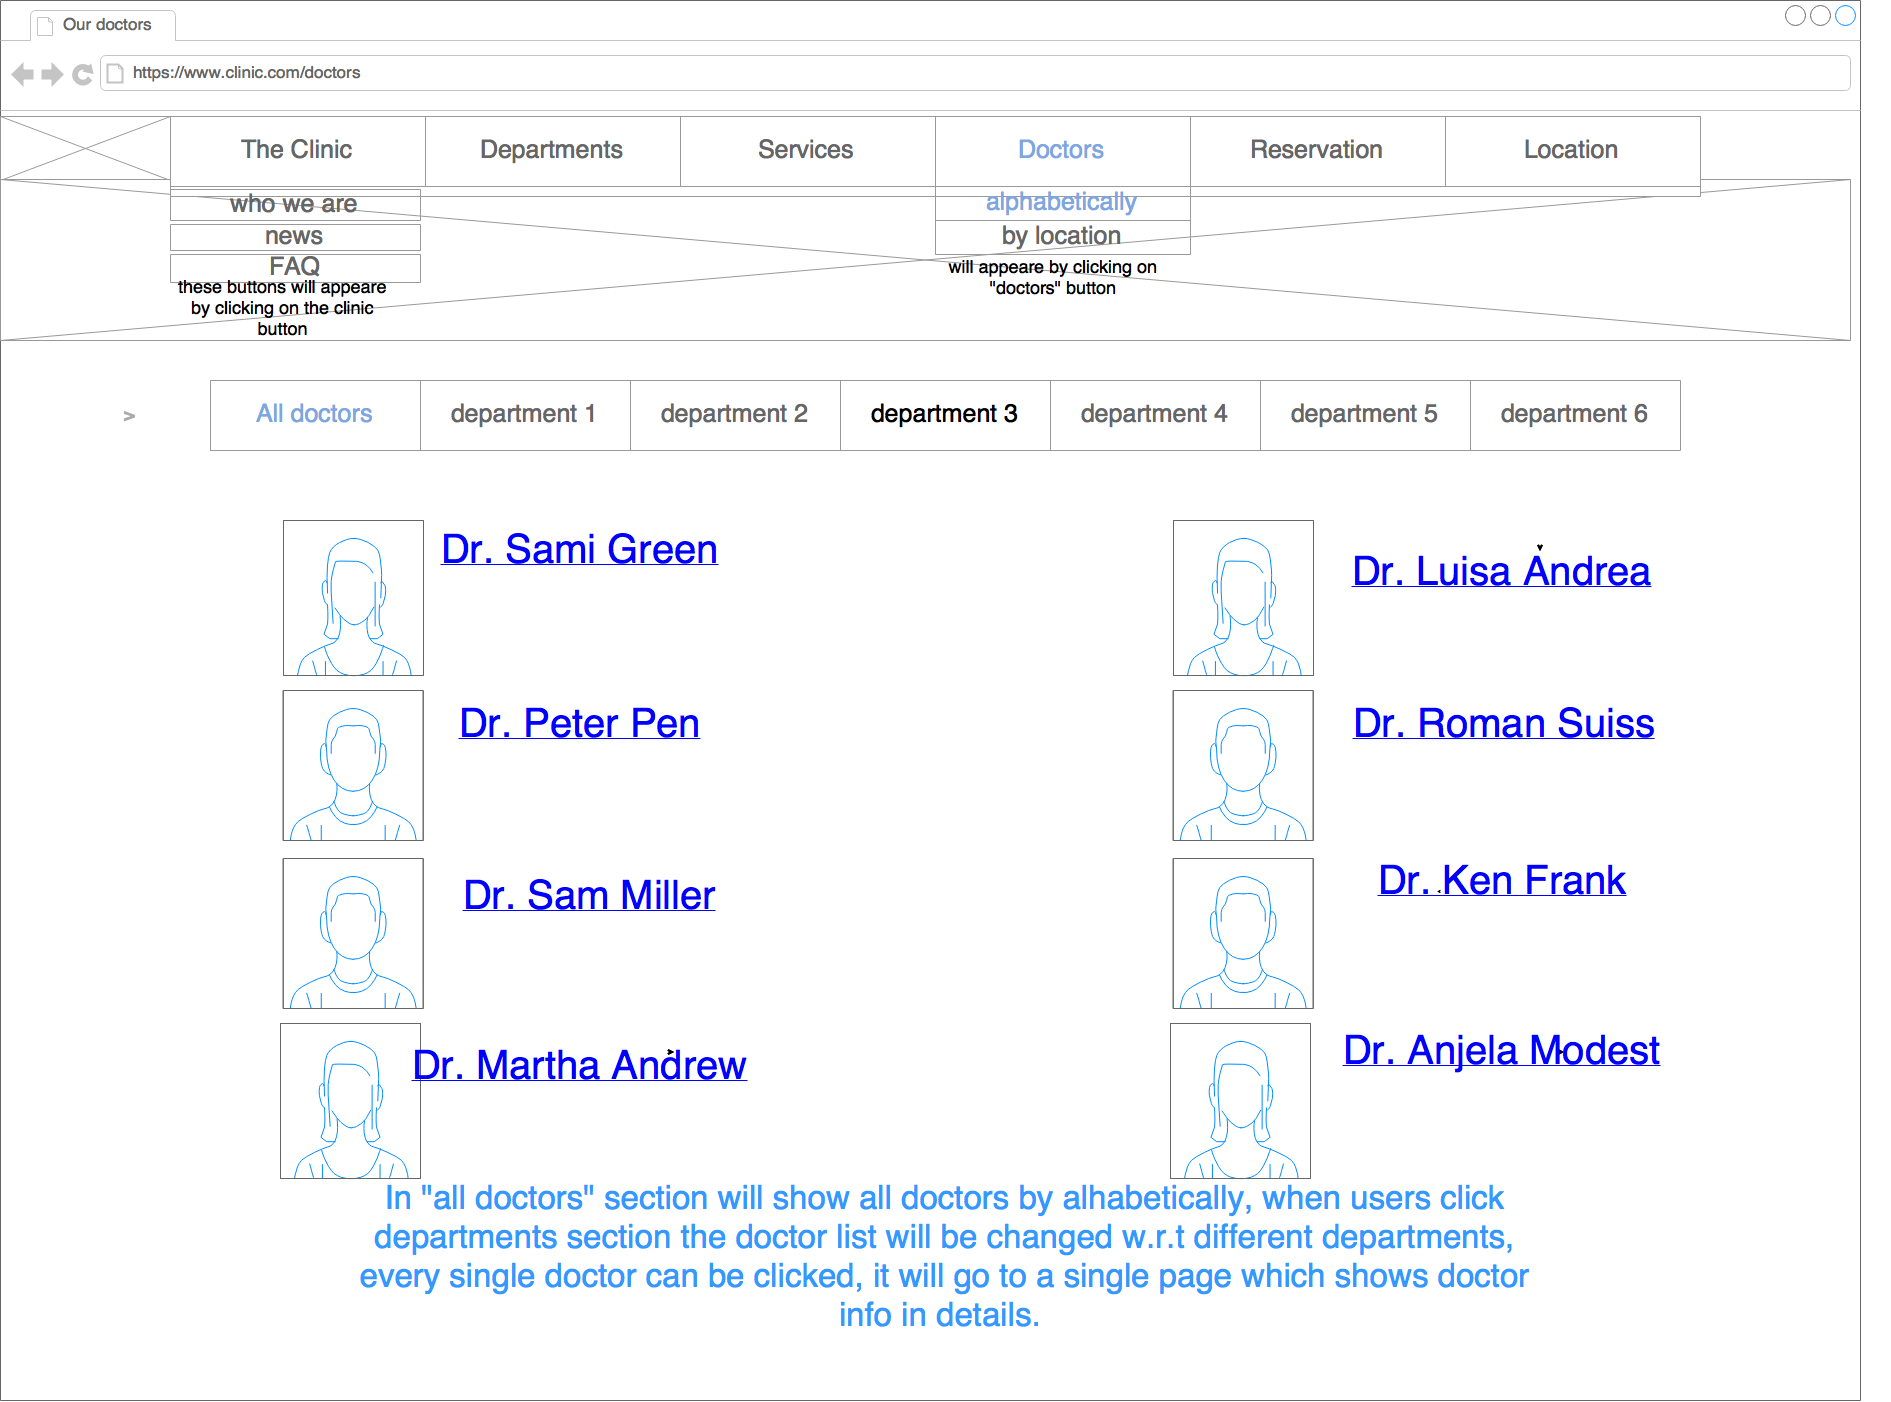 Our doctors
https://www.clinic.com/doctors
The Clinic
Departments
Services
Doctors
Reservation
Location
who we are
news
FAQ
these buttons will appeare
by clicking on the clinic
button
alphabetically
by location
will appeare by clicking on
"doctors" button
>
All doctors
department 1
department 2
department 3
department 4
department 5
department 6
Dr. Sami Green
Dr. Luisa Andrea
Dr. Peter Pen
Dr. Roman Suiss
Dr. Sam Miller
Dr. Ken Frank
Dr. Martha Andrew
Dr. Anjela Modest
In "all doctors" section will show all doctors by alhabetically, when users click
departments section the doctor list will be changed w.r.t different departments,
every single doctor can be clicked, it will go to a single page which shows doctor
info in details.